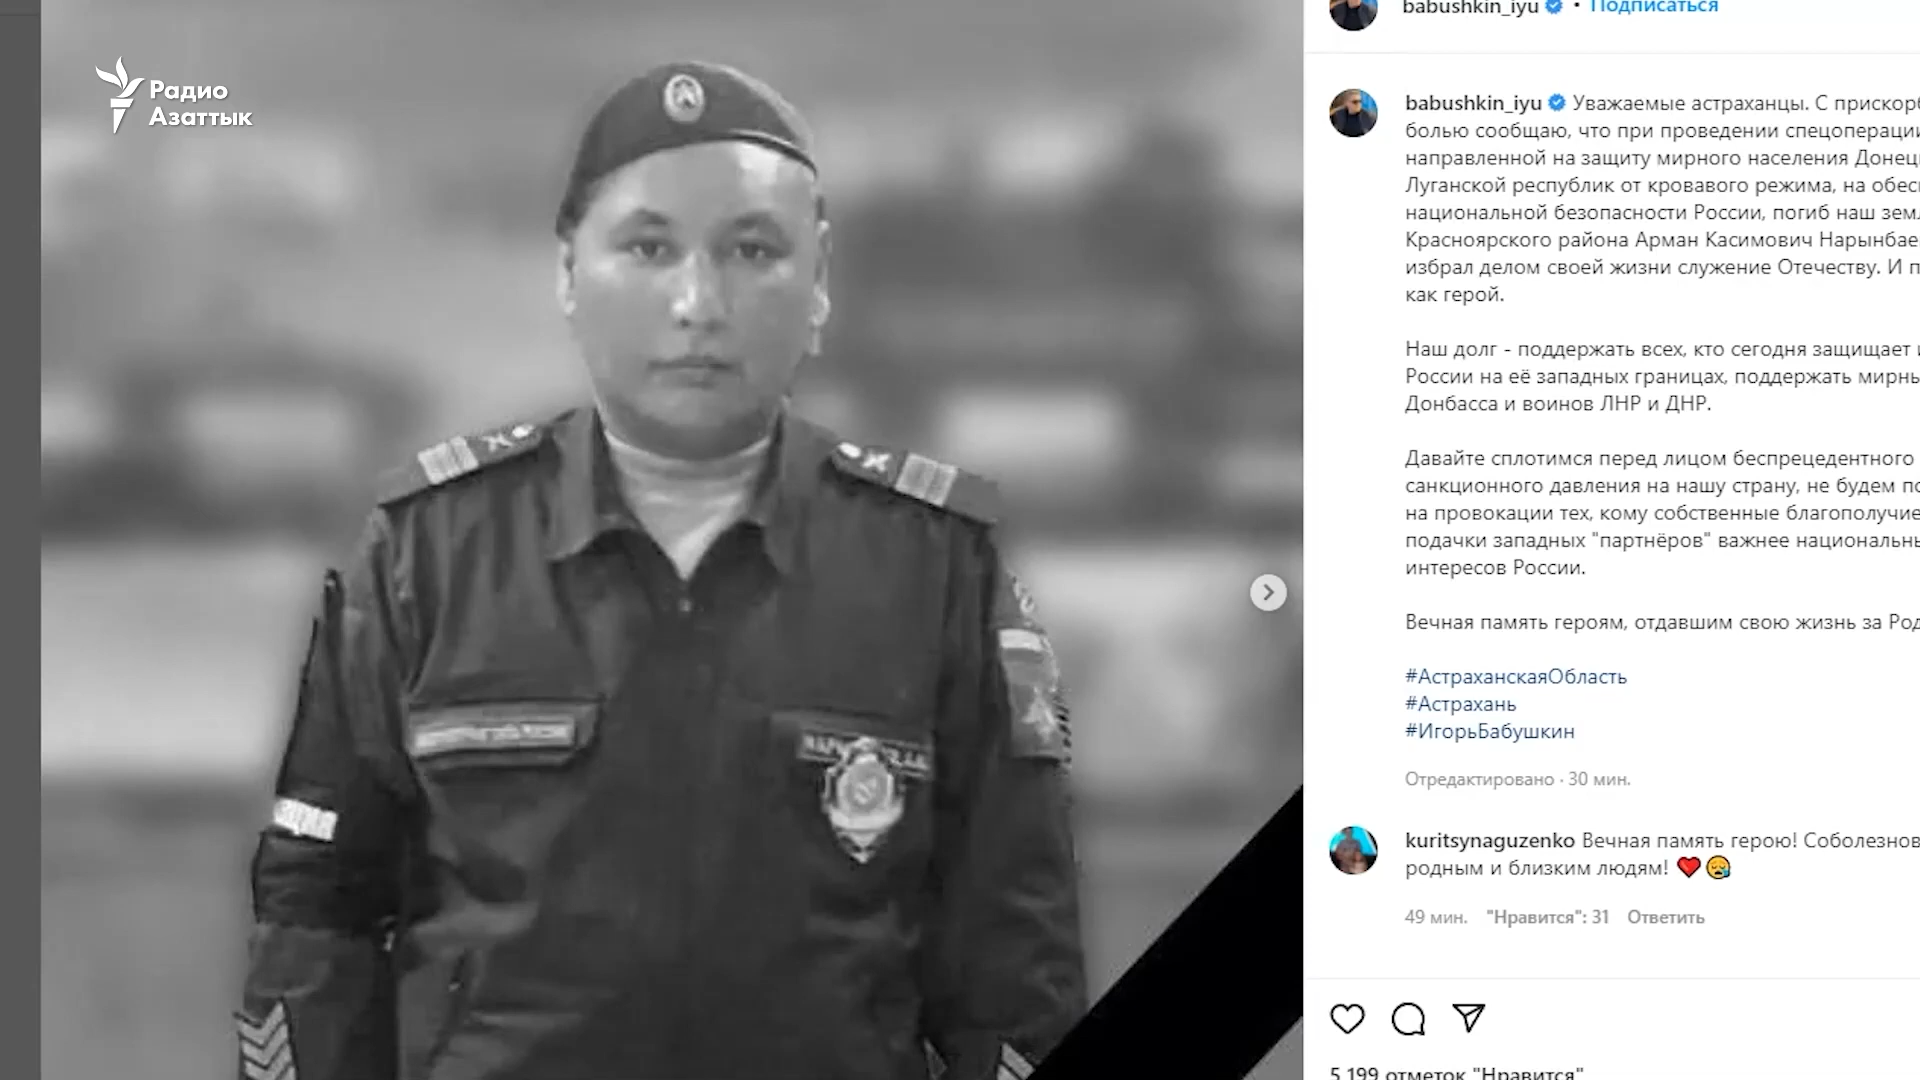 Радио
Азаттык
babushkin_iyu • Подписаться
babushkin_iyu Уважаемые астраханцы. С прискорб
болью сообщаю, что при проведении спецоперации
направленной на защиту мирного населения Донец
Луганской республик от кровавого режима, на обес
национальной безопасности России, погиб наш зем
Красноярского района Арман Касимович Нарынбае
избрал делом своей жизни служение Отечеству. И п
как герой.
Наш долг - поддержать всех, кто сегодня защищает и
России на её западных границах, поддержать мирны
Донбасса и воинов ЛНР и ДНР.
Давайте сплотимся перед лицом беспрецедентного
санкционного давления на нашу страну, не будем по
на провокации тех, кому собственные благополучие
подачки западных "партнёров" важнее национальн
интересов России.
Вечная память героям, отдавшим свою жизнь за Род
#АстраханскаяОбласть
#Астрахань
#ИгорьБабушкин
Отредактировано · 30 мин.
kuritsynaguzenko Вечная память герою! Соболезнов
родным и близким людям! ❤️😢
49 мин. "Нравится": 31 Ответить
5 199 отметок "Нравится"